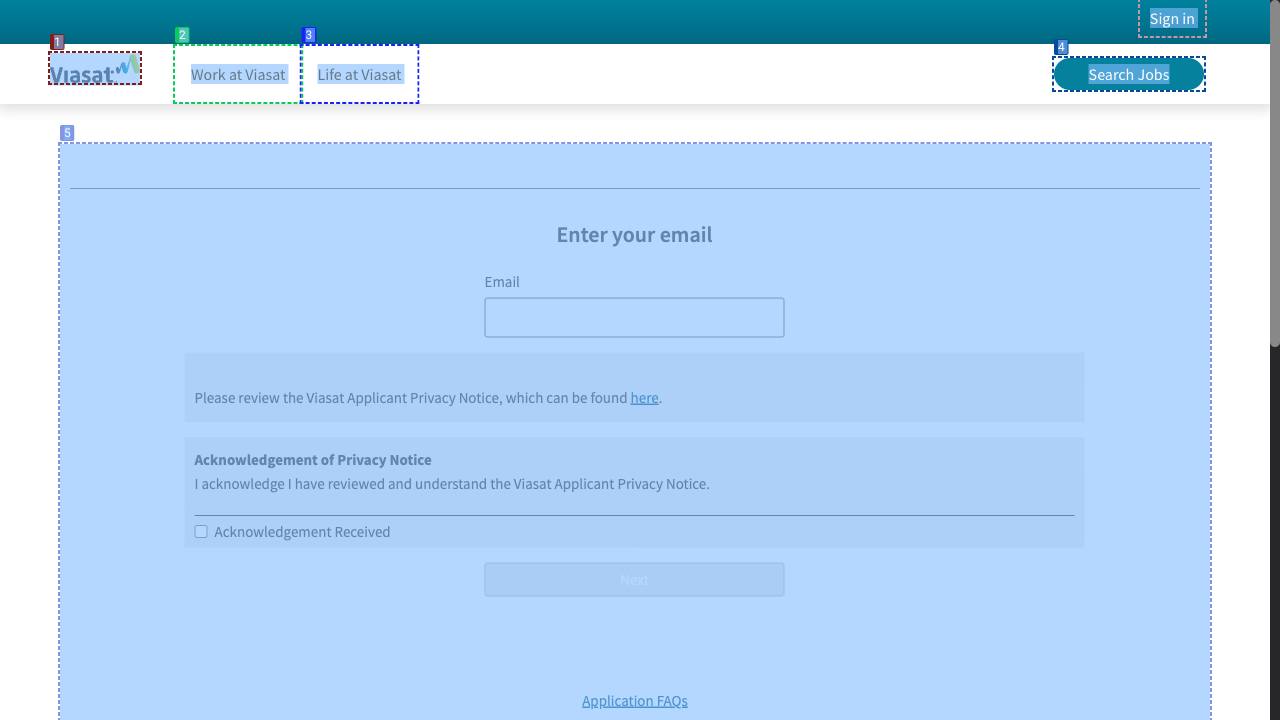 Sign in
1
2
3
4
Viasat
Work at Viasat
Life at Viasat
Search Jobs
5
Enter your email
Email
Please review the Viasat Applicant Privacy Notice, which can be found here.
Acknowledgement of Privacy Notice
I acknowledge I have reviewed and understand the Viasat Applicant Privacy Notice.
Acknowledgement Received
Next
Application FAQs